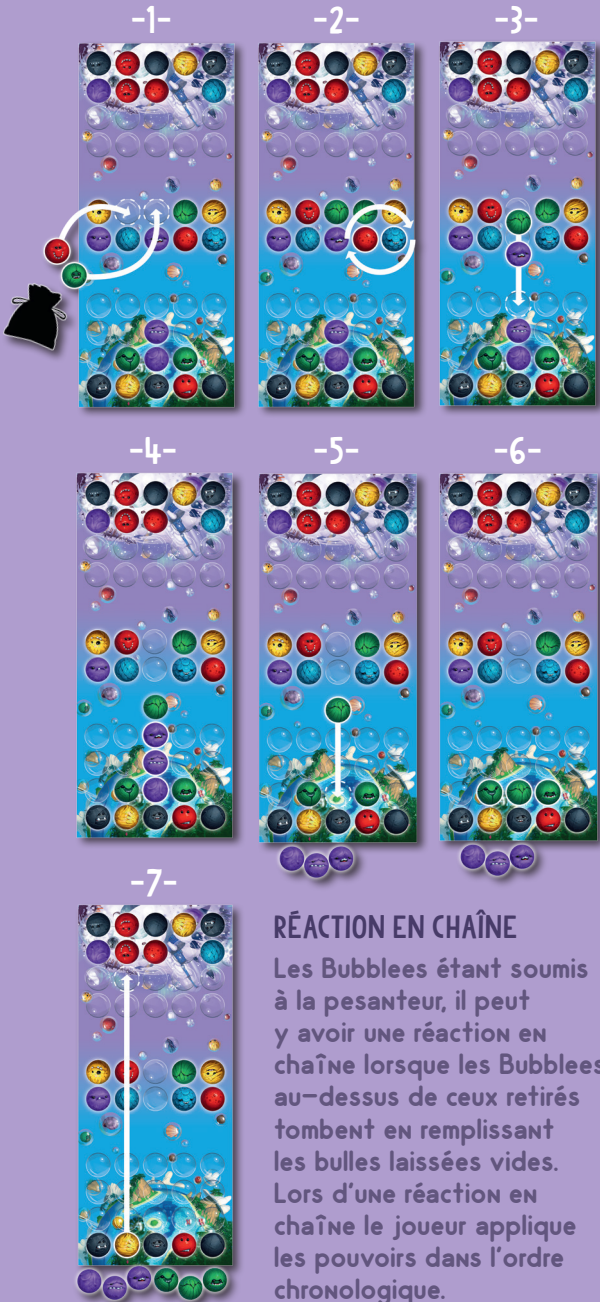 -1-
-2-
-3-
-4-
-5-
-6-
-7-
RÉACTION EN CHAÎNE
Les Bubblees étant soumis
à la pesanteur, il peut
y avoir une réaction en
chaîne lorsque les Bubblees
au-dessus de ceux retirés
tombent en remplissant
les bulles laissées vides.
Lors d'une réaction en
chaîne le joueur applique
les pouvoirs dans l'ordre
chronologique.